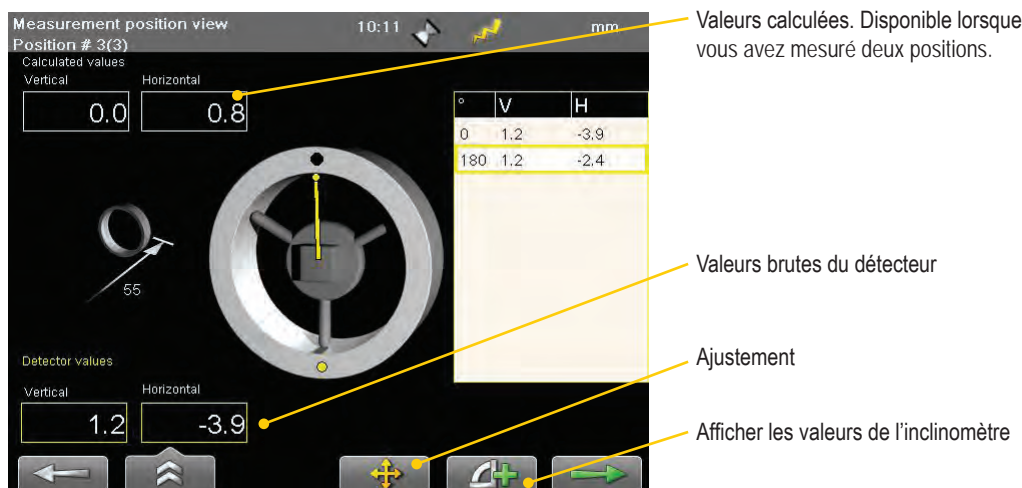 Measurement position view 10:11 mm
Position # 3(3)
Calculated values
Vertical Horizontal
0.0 0.8
° V H
0 1.2 -3.9
180 1.2 -2.4
55
Detector values
Vertical Horizontal
1.2 -3.9
Valeurs calculées. Disponible lorsque
vous avez mesuré deux positions.
Valeurs brutes du détecteur
Ajustement
Afficher les valeurs de l’inclinomètre